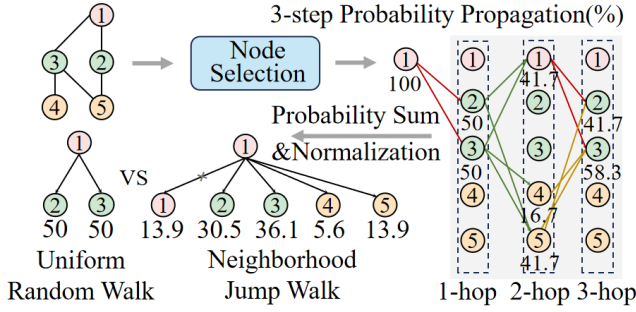 3-step Probability Propagation(%)
1
3 2
4 5
Node
Selection
1
100
1 1 1
41.7
2 2 2
50 41.7
3 3 3
50 58.3
4 4 4
16.7
5 5 5
41.7
1-hop 2-hop 3-hop
Probability Sum
&Normalization
1
2 3
50 50
Uniform
Random Walk
VS
1
*
1 2 3 4 5
13.9 30.5 36.1 5.6 13.9
Neighborhood
Jump Walk